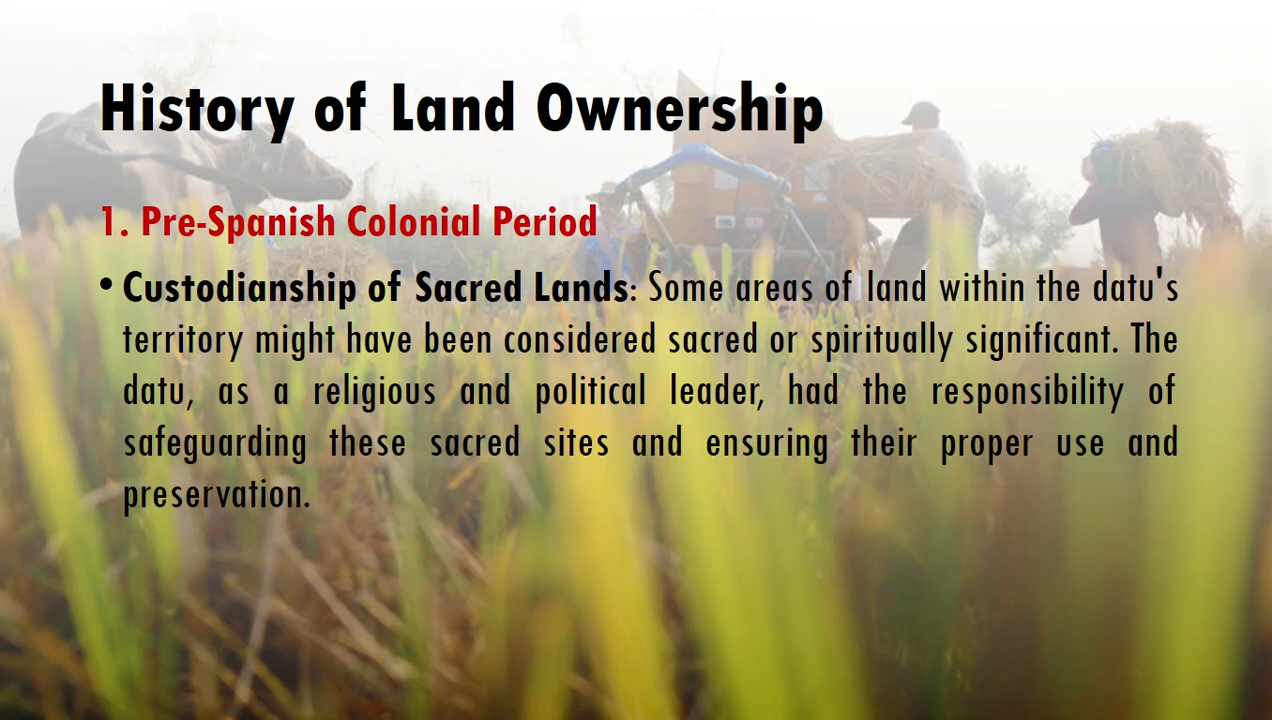 History of Land Ownership
1. Pre-Spanish Colonial Period
• Custodianship of Sacred Lands: Some areas of land within the datu's
territory might have been considered sacred or spiritually significant. The
datu, as a religious and political leader, had the responsibility of
safeguarding these sacred sites and ensuring their proper use and
preservation.